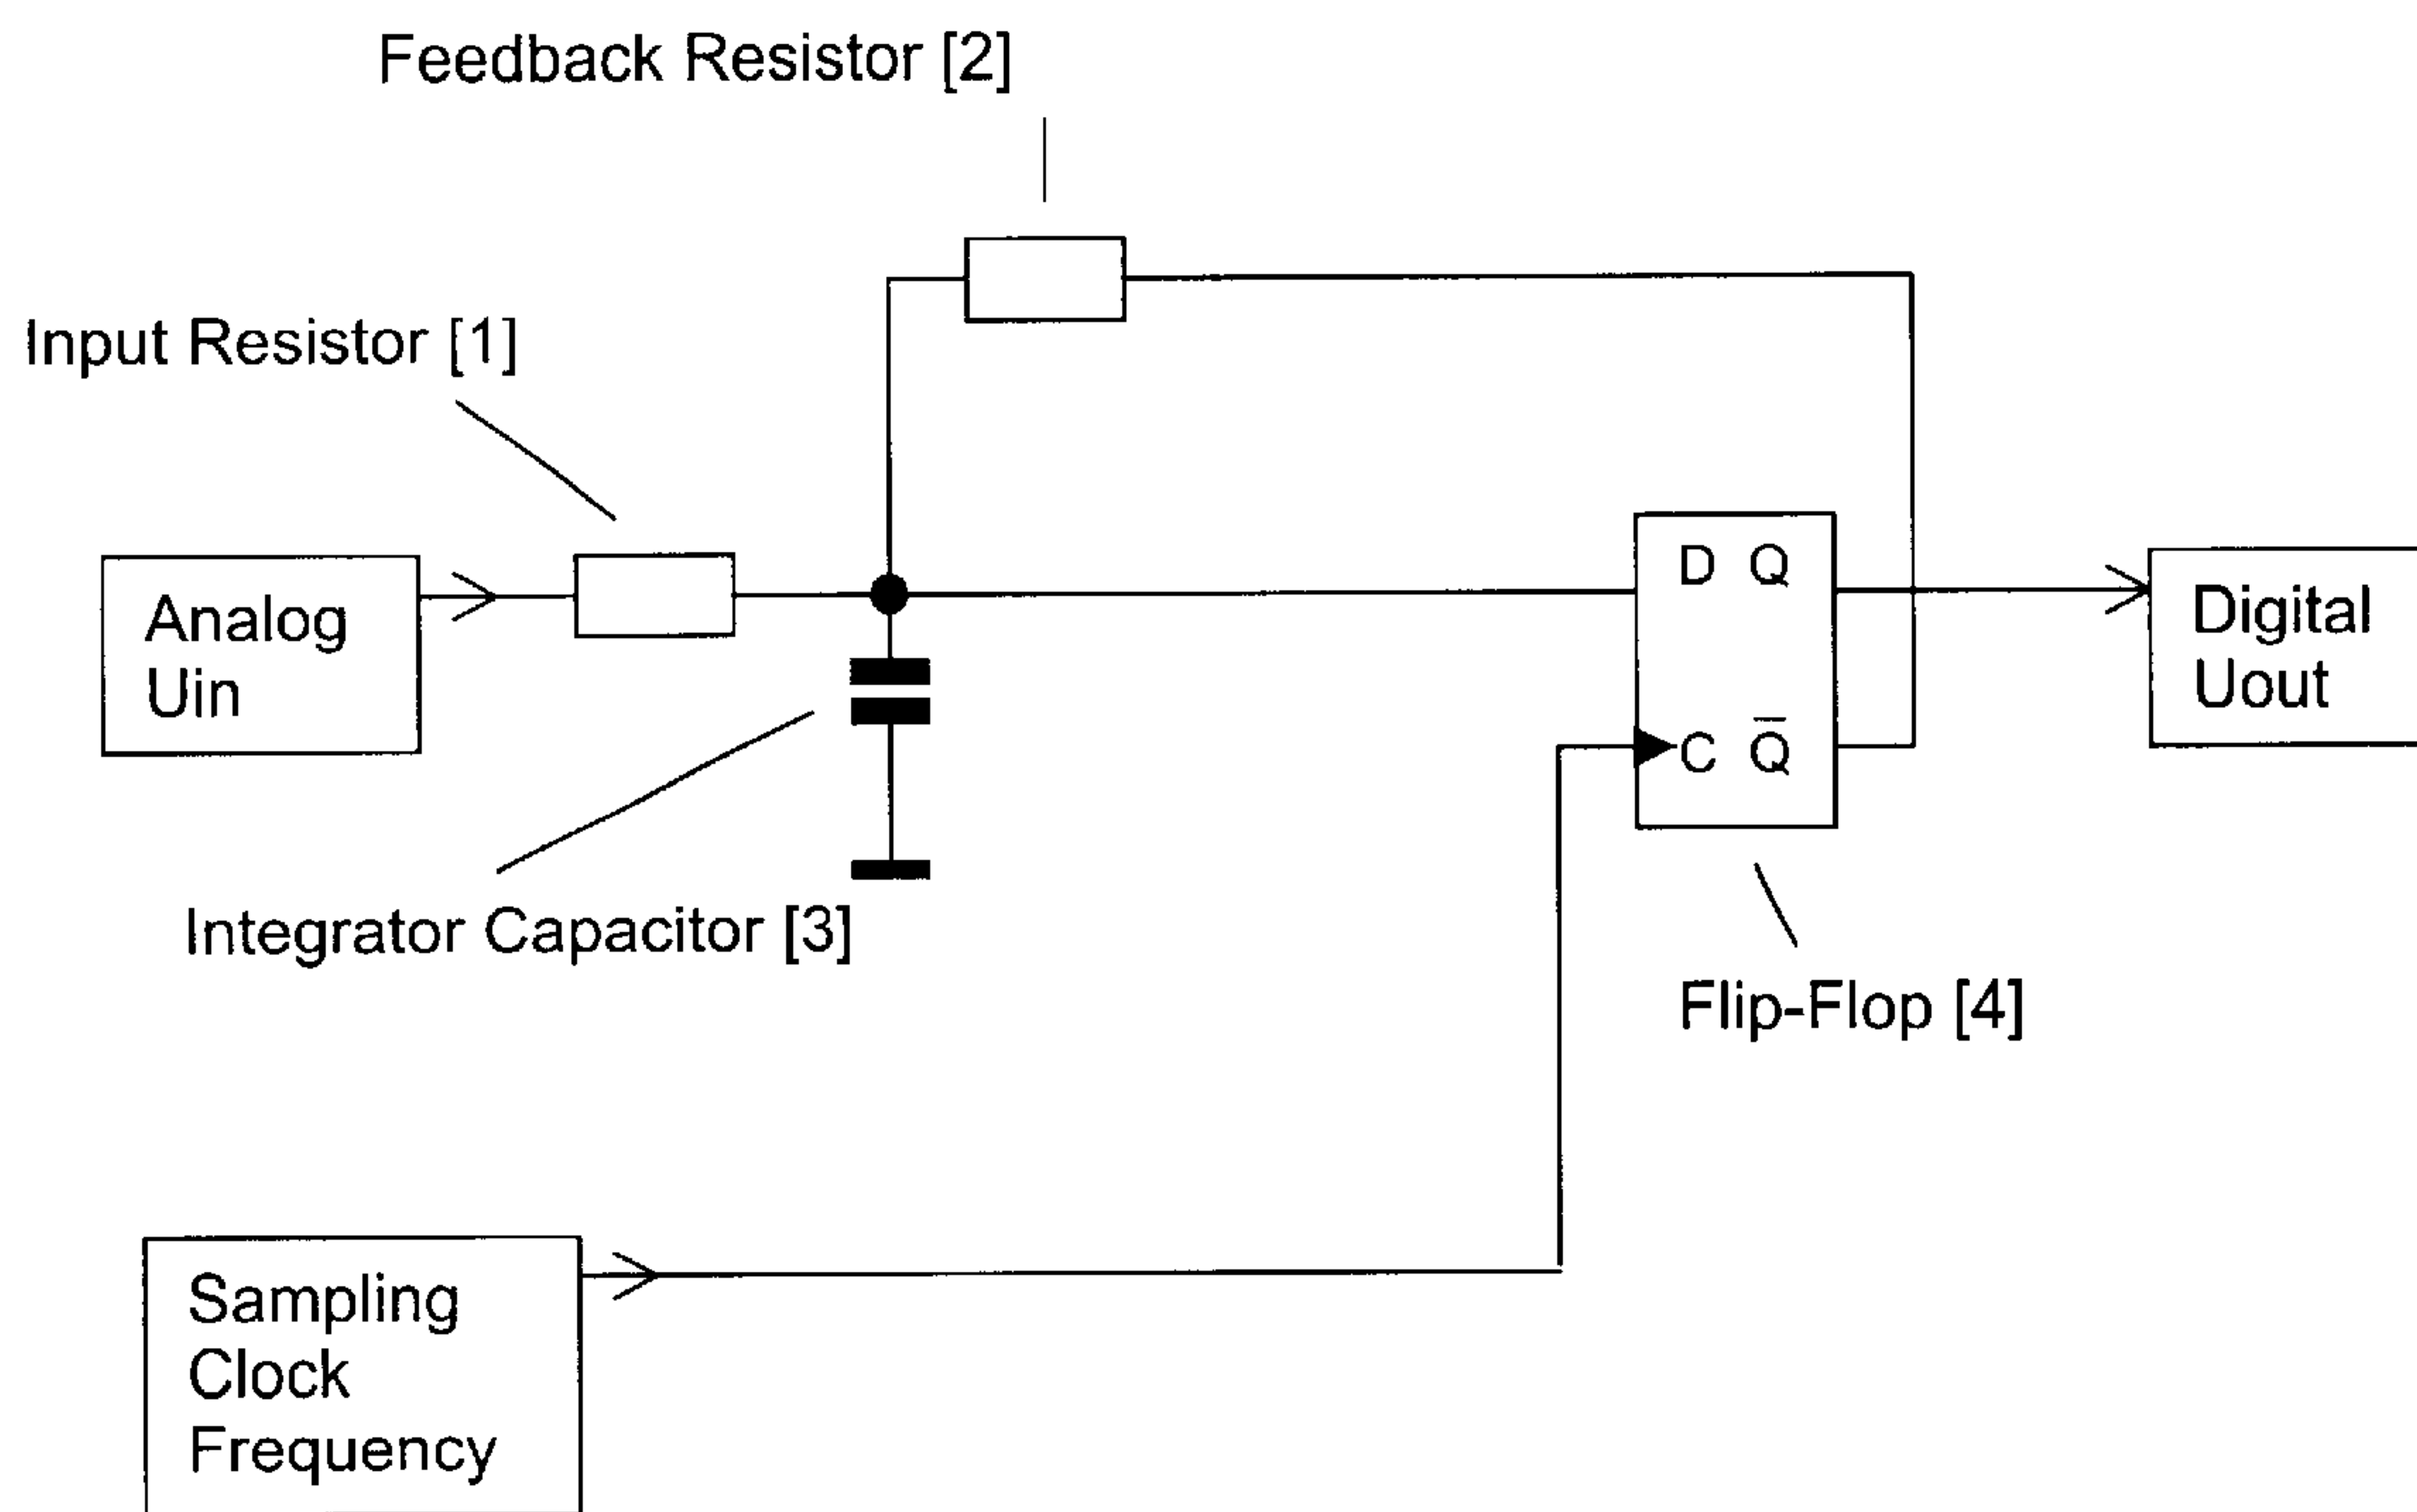 Feedback Resistor [2]
Input Resistor [1]
Analog
Uin
D Q
C Q̅
Digital
Uout
Integrator Capacitor [3]
Flip-Flop [4]
Sampling
Clock
Frequency